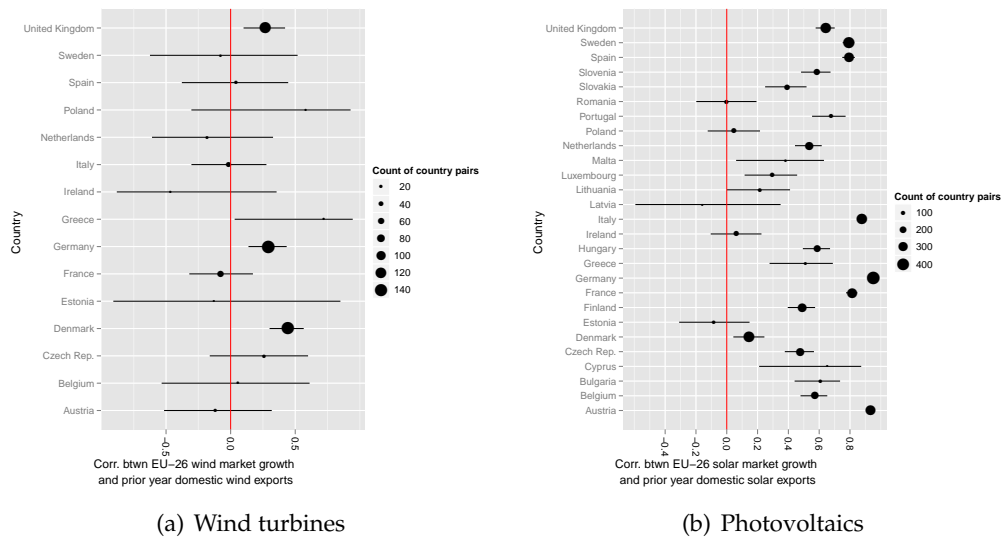 United Kingdom
Sweden
Spain
Poland
Netherlands
Italy
Ireland
Greece
Germany
France
Estonia
Denmark
Czech Rep.
Belgium
Austria
Country
-0.5
0.0
0.5
Corr. btwn EU−26 wind market growth
and prior year domestic wind exports
Count of country pairs
20
40
60
80
100
120
140
(a) Wind turbines
United Kingdom
Sweden
Spain
Slovenia
Slovakia
Romania
Portugal
Poland
Netherlands
Malta
Luxembourg
Lithuania
Latvia
Italy
Ireland
Hungary
Greece
Germany
France
Finland
Estonia
Denmark
Czech Rep.
Cyprus
Bulgaria
Belgium
Austria
Country
-0.4
-0.2
0.0
0.2
0.4
0.6
0.8
Corr. btwn EU−26 solar market growth
and prior year domestic solar exports
Count of country pairs
100
200
300
400
(b) Photovoltaics